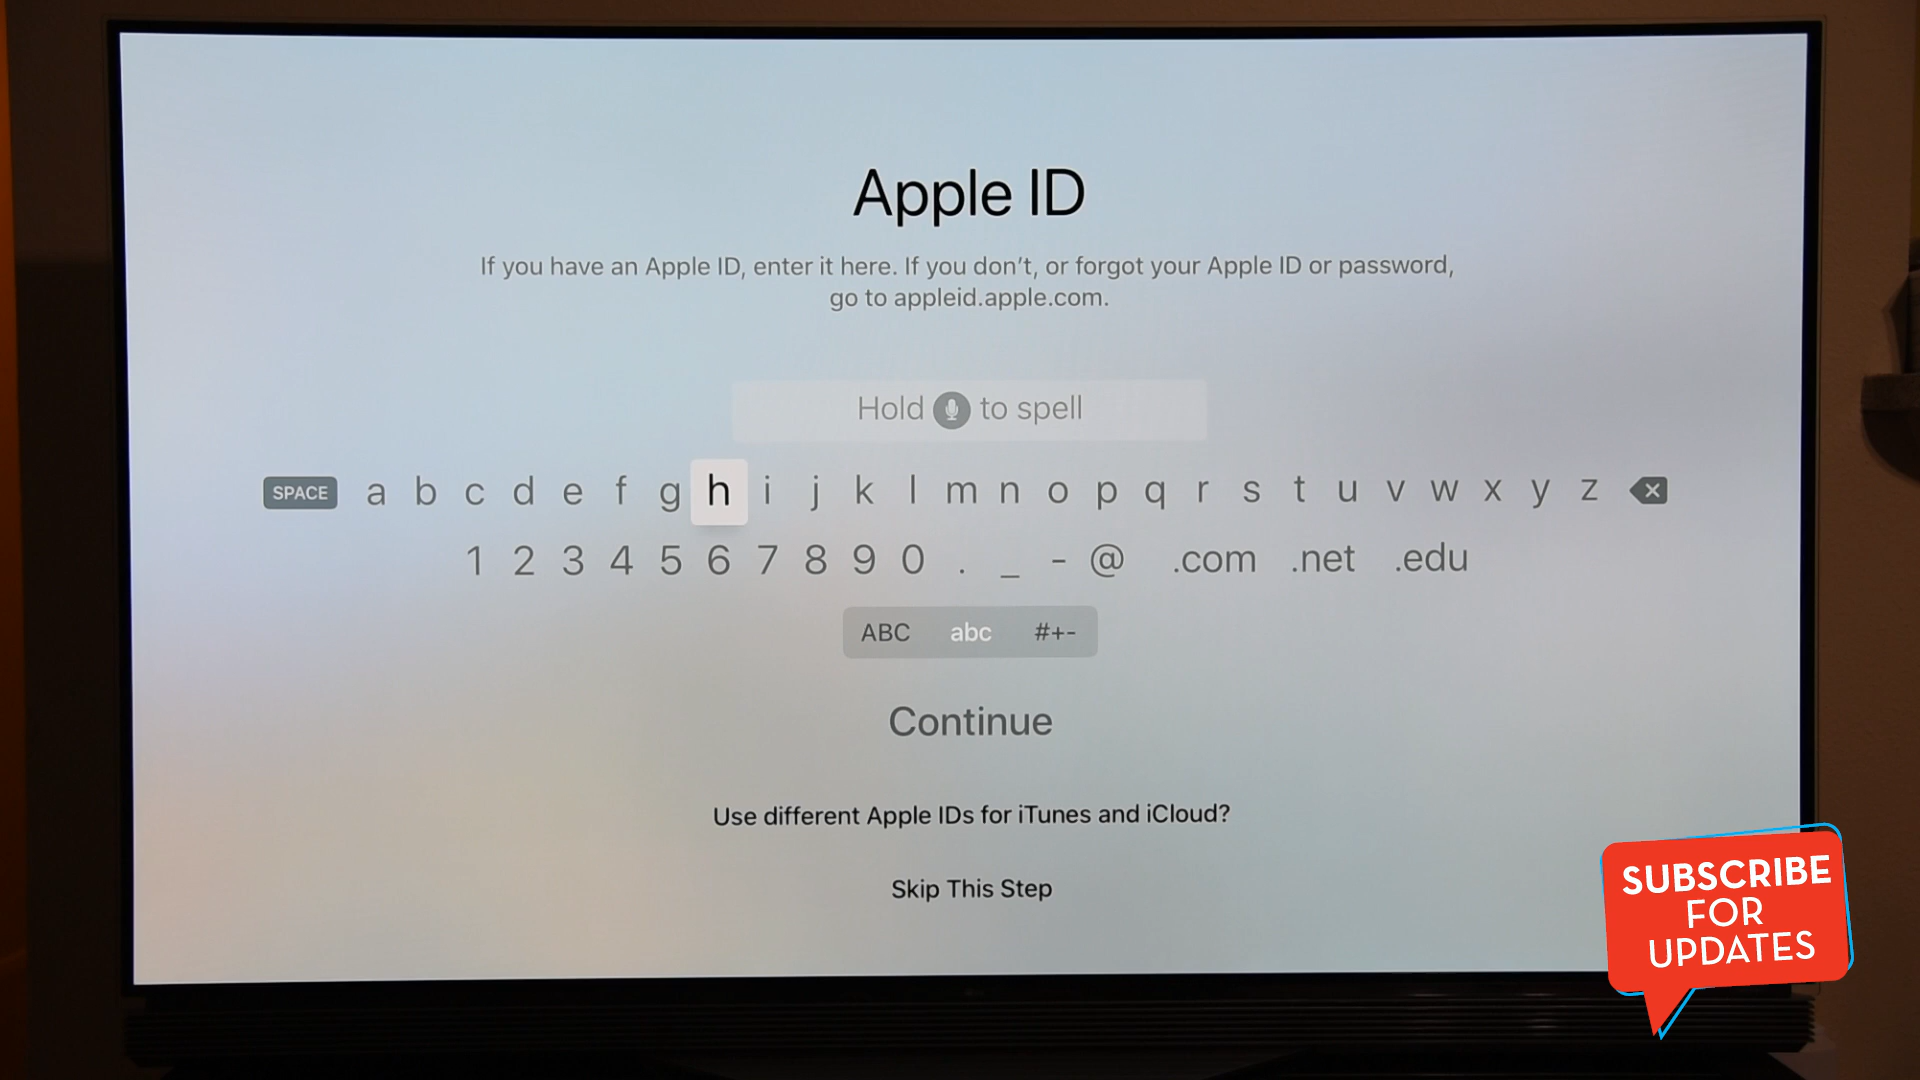 Apple ID
If you have an Apple ID, enter it here. If you don’t, or forgot your Apple ID or password,
go to appleid.apple.com.
Hold to spell
SPACE a b c d e f g h i j k l m n o p q r s t u v w x y z
1 2 3 4 5 6 7 8 9 0 . _ - @ .com .net .edu
ABC abc #+-
Continue
Use different Apple IDs for iTunes and iCloud?
Skip This Step
SUBSCRIBE
FOR
UPDATES